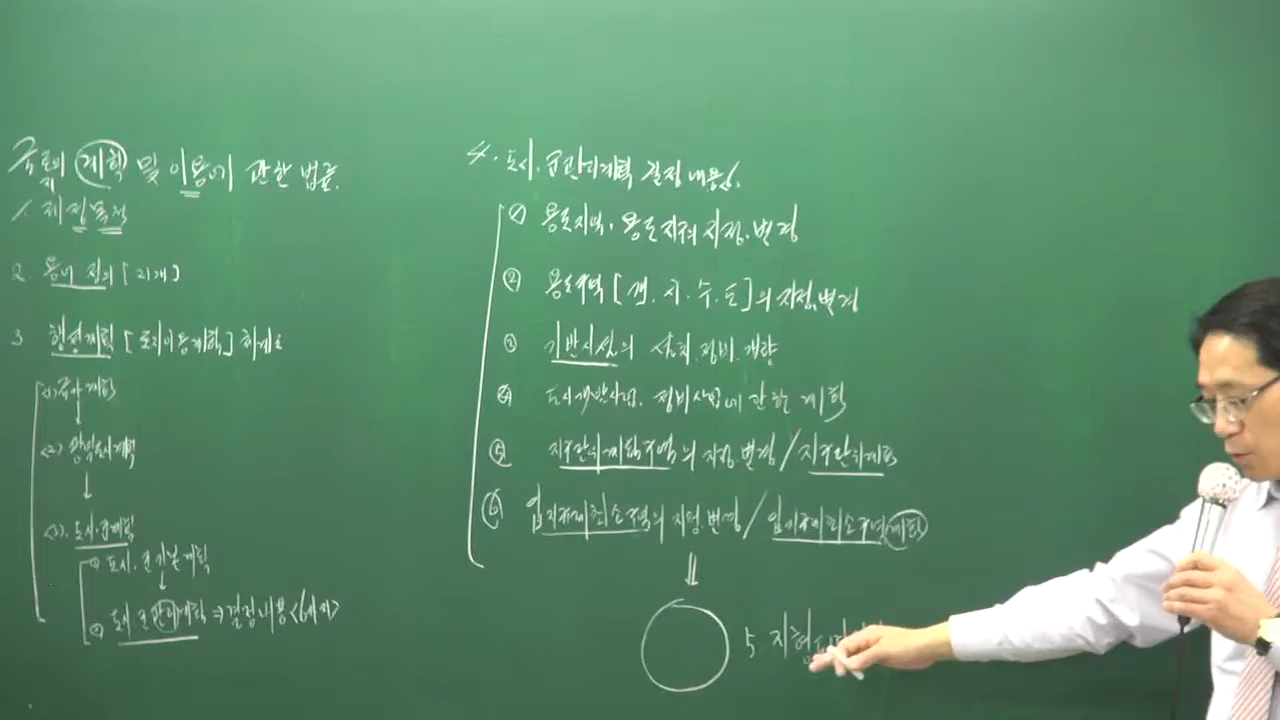 국토의 계획 및 이용에 관한 법률.
1. 제정목적
2. 용어 정의 [21개]
3 행정계획 [토지이용계획] 체계도
(1) 국가계획
↓
(2) 광역도시계획
↓
(3). 도시.군계획
① 도시.군기본계획
↓
② 도시.군관리계획 ⇒ 결정내용 <6가지>
4. 도시.군관리계획 결정내용.
① 용도지역.용도지구의 지정.변경
② 용도구역 [개.시.수.도]의 지정.변경
③ 기반시설의 설치.정비.개량
④ 도시개발사업.정비사업에 관한 계획
⑤ 지구단위계획구역의 지정.변경 / 지구단위계획
⑥ 입지규제최소구역의 지정.변경 / 입지규제최소구역계획
⇓
5 지형도면